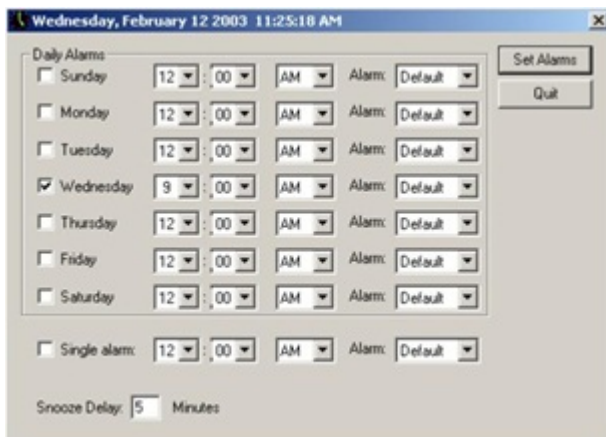 Wednesday, February 12 2003 11:25:18 AM
Daily Alarms
Sunday 12 : 00 AM Alarm: Default
Monday 12 : 00 AM Alarm: Default
Tuesday 12 : 00 AM Alarm: Default
Wednesday 9 : 00 AM Alarm: Default
Thursday 12 : 00 AM Alarm: Default
Friday 12 : 00 AM Alarm: Default
Saturday 12 : 00 AM Alarm: Default
Single alarm: 12 : 00 AM Alarm: Default
Snooze Delay: 5 Minutes
Set Alarms
Quit